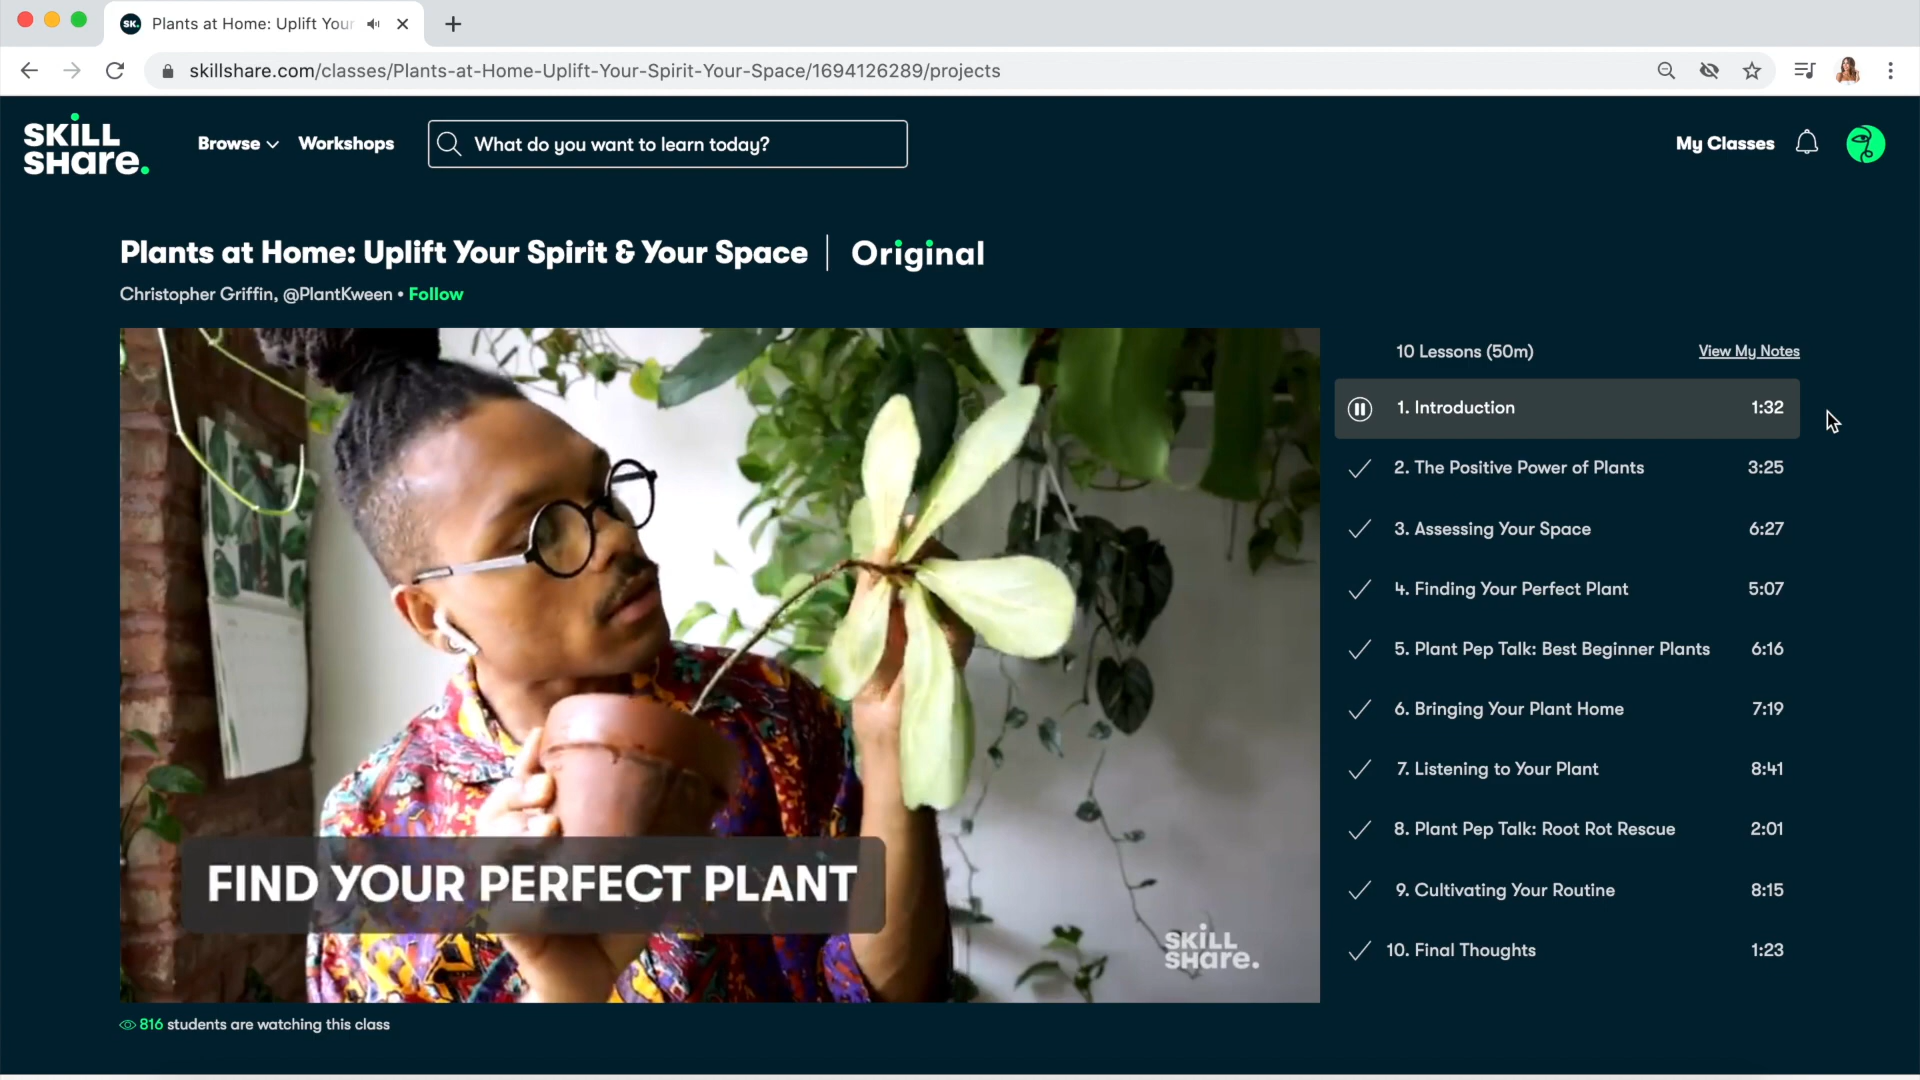 SK.
Plants at Home: Uplift Your
skillshare.com/classes/Plants-at-Home-Uplift-Your-Spirit-Your-Space/1694126289/projects
SKILL
SHare.
Browse
Workshops
What do you want to learn today?
My Classes
Plants at Home: Uplift Your Spirit & Your Space | Original
Christopher Griffin, @PlantKween • Follow
10 Lessons (50m)
View My Notes
1. Introduction 1:32
2. The Positive Power of Plants 3:25
3. Assessing Your Space 6:27
4. Finding Your Perfect Plant 5:07
5. Plant Pep Talk: Best Beginner Plants 6:16
6. Bringing Your Plant Home 7:19
7. Listening to Your Plant 8:41
8. Plant Pep Talk: Root Rot Rescue 2:01
9. Cultivating Your Routine 8:15
10. Final Thoughts 1:23
FIND YOUR PERFECT PLANT
SKILL
SHare.
816 students are watching this class